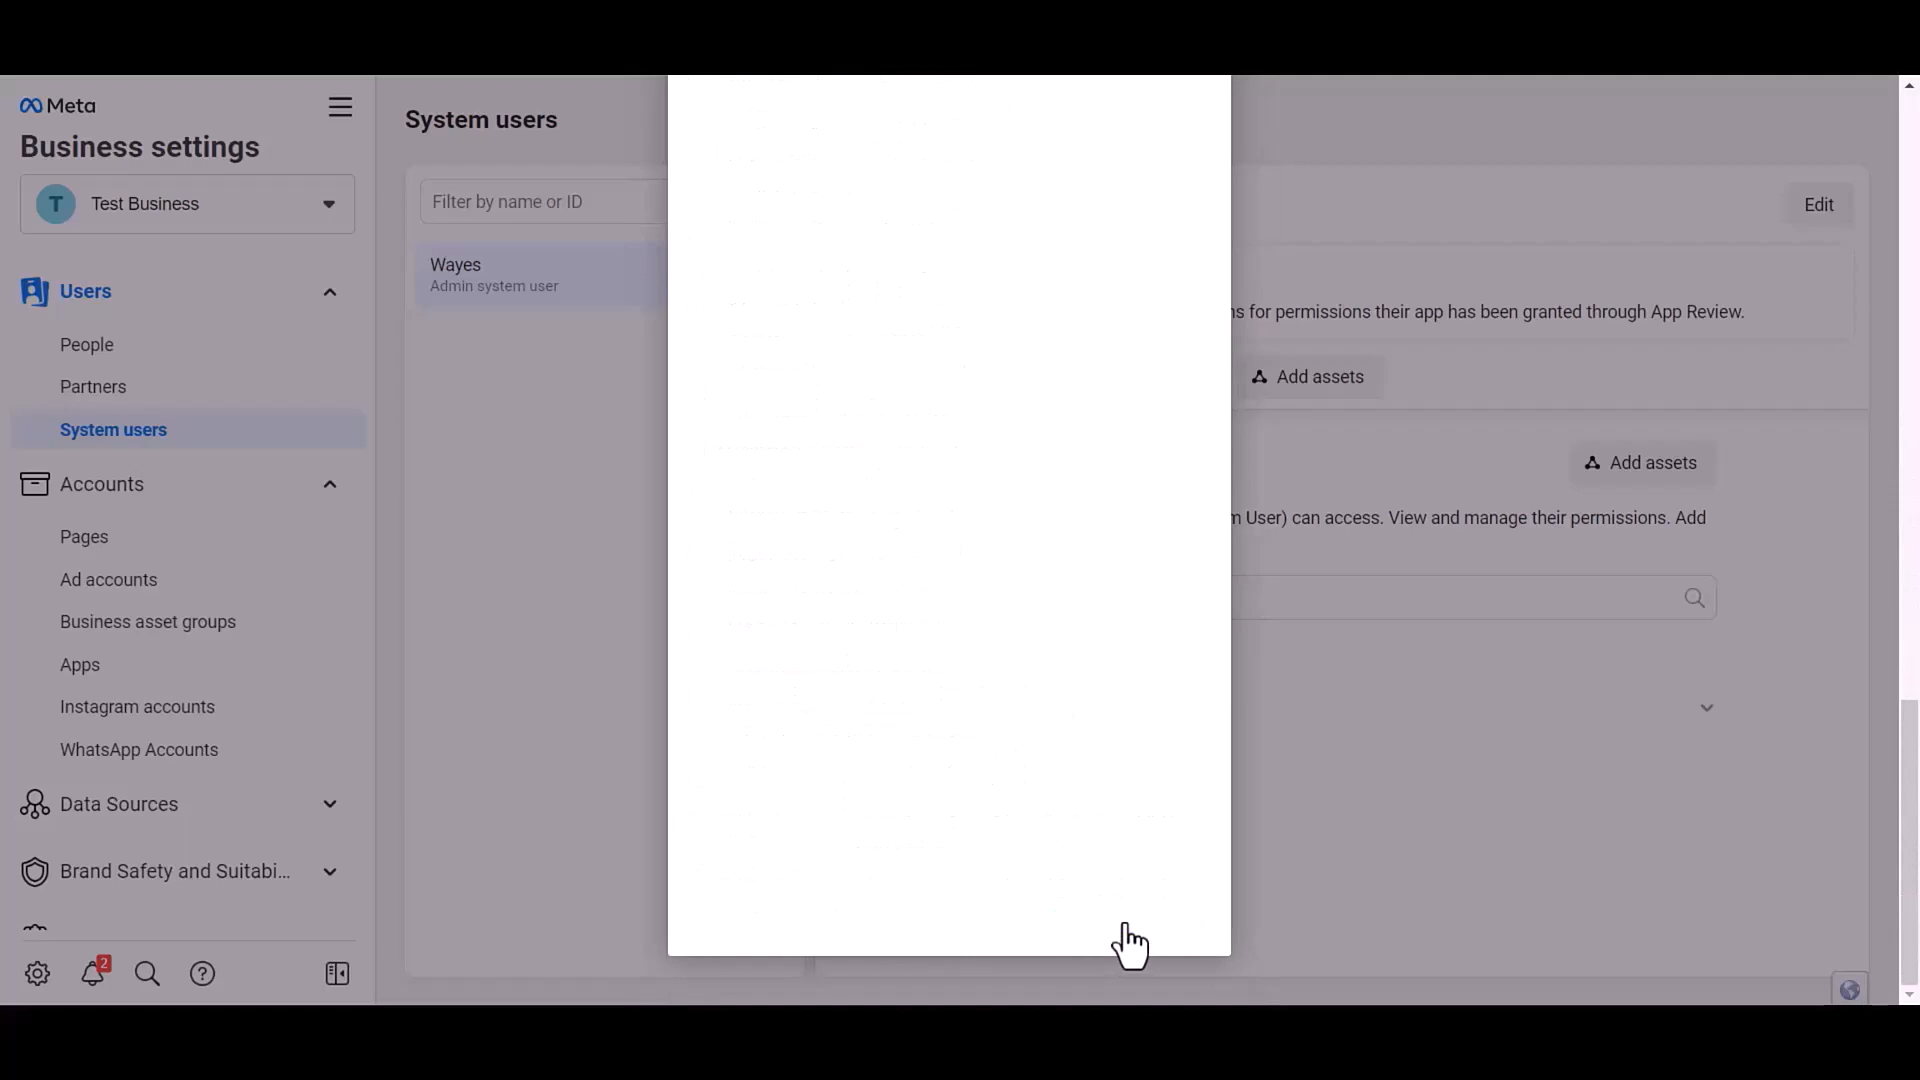 Meta
Business settings
T
Test Business
Users
People
Partners
System users
Accounts
Pages
Ad accounts
Business asset groups
Apps
Instagram accounts
WhatsApp Accounts
Data Sources
Brand Safety and Suitabi...
2
System users
Filter by name or ID
Wayes
Admin system user
Edit
ns for permissions their app has been granted through App Review.
Add assets
Add assets
m User) can access. View and manage their permissions. Add